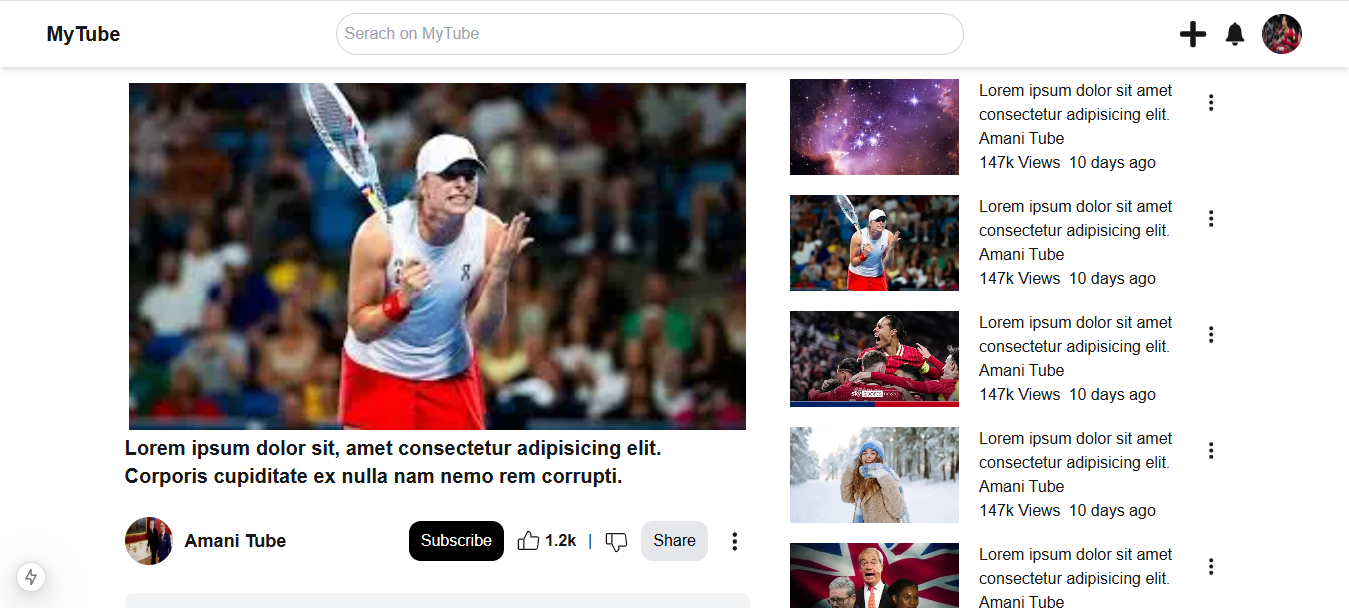 MyTube
Serach on MyTube
Lorem ipsum dolor sit, amet consectetur adipisicing elit.
Corporis cupiditate ex nulla nam nemo rem corrupti.
Amani Tube
Subscribe
1.2k
|
Share
Lorem ipsum dolor sit amet
consectetur adipisicing elit.
Amani Tube
147k Views 10 days ago
Lorem ipsum dolor sit amet
consectetur adipisicing elit.
Amani Tube
147k Views 10 days ago
sky sports news
Lorem ipsum dolor sit amet
consectetur adipisicing elit.
Amani Tube
147k Views 10 days ago
Lorem ipsum dolor sit amet
consectetur adipisicing elit.
Amani Tube
147k Views 10 days ago
Lorem ipsum dolor sit amet
consectetur adipisicing elit.
Amani Tube